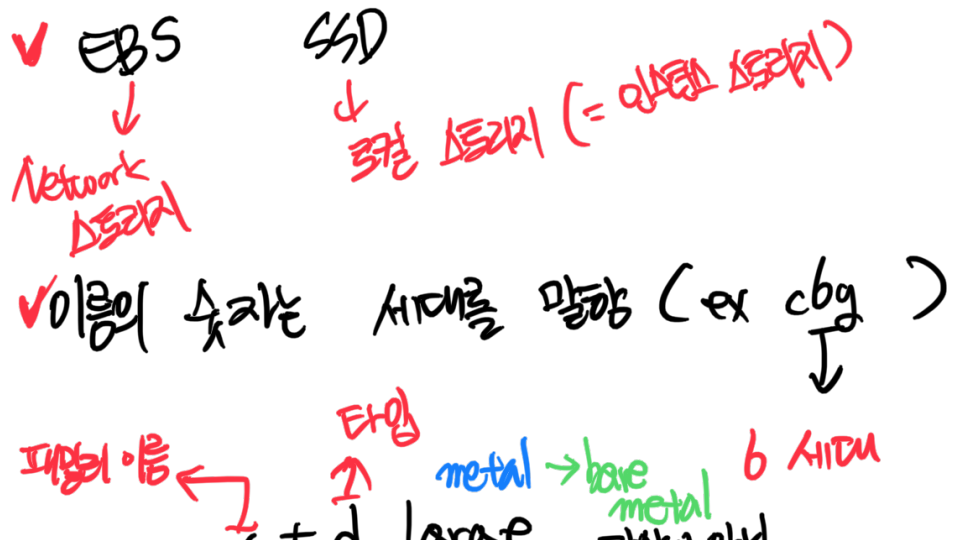 ✓ EBS SSD
↓ ↓
Network 스토리지
로컬 스토리지 (= 인스턴스 스토리지)
✓ 이름의 숫자는 세대를 말함 (ex c6g)
↓
6 세대
패밀리 이름 ← 타입 ↑
metal → bare metal
large